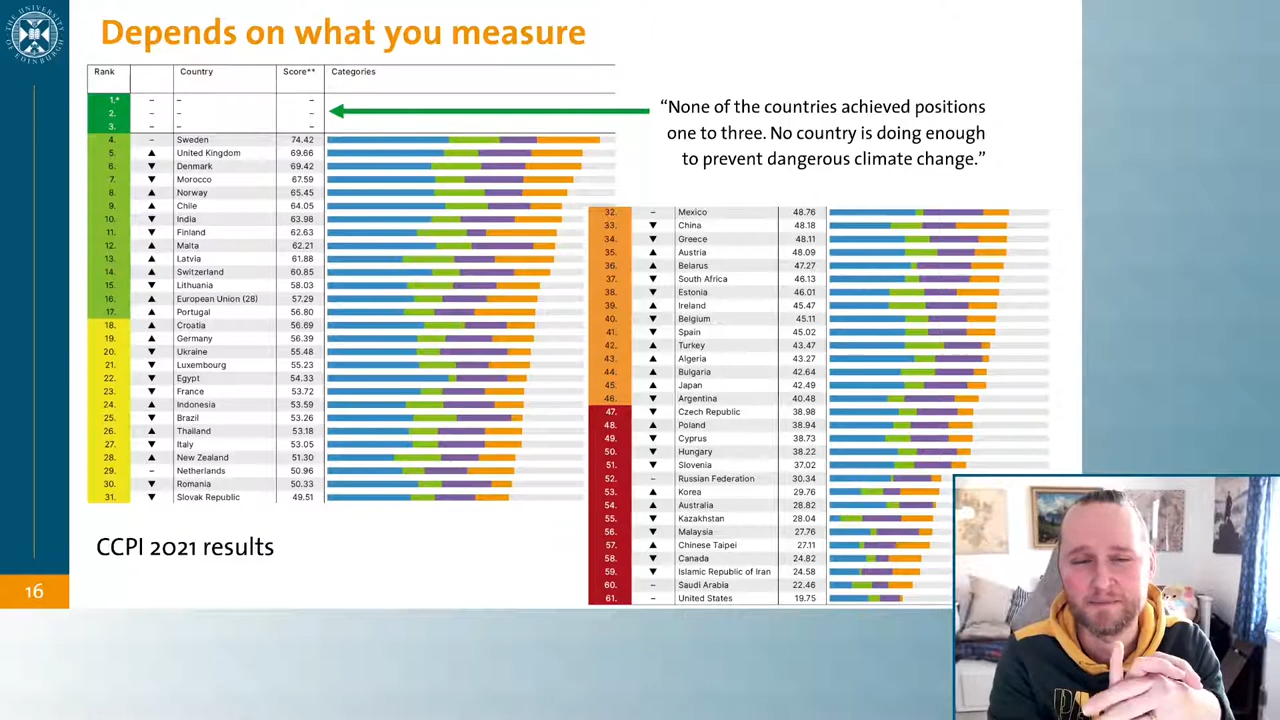 THE UNIVERSITY
OF EDINBURGH
Depends on what you measure
Rank Country Score** Categories
1.* – – –
2. – – –
3. – – –
4. – Sweden 74.42
5. ▲ United Kingdom 69.66
6. ▼ Denmark 69.42
7. ▼ Morocco 67.59
8. ▲ Norway 65.45
9. ▲ Chile 64.05
10. ▼ India 63.98
11. ▼ Finland 62.63
12. ▲ Malta 62.21
13. ▲ Latvia 61.88
14. ▲ Switzerland 60.85
15. ▼ Lithuania 58.03
16. ▲ European Union (28) 57.29
17. ▲ Portugal 56.80
18. ▲ Croatia 56.69
19. ▲ Germany 56.39
20. ▼ Ukraine 55.48
21. ▼ Luxembourg 55.23
22. ▼ Egypt 54.33
23. ▼ France 53.72
24. ▲ Indonesia 53.59
25. ▼ Brazil 53.26
26. ▲ Thailand 53.18
27. ▼ Italy 53.05
28. ▲ New Zealand 51.30
29. – Netherlands 50.96
30. ▼ Romania 50.33
31. ▼ Slovak Republic 49.51
“None of the countries achieved positions
one to three. No country is doing enough
to prevent dangerous climate change.”
32. – Mexico 48.76
33. ▼ China 48.18
34. ▼ Greece 48.11
35. ▲ Austria 48.09
36. ▲ Belarus 47.27
37. ▼ South Africa 46.13
38. ▼ Estonia 46.01
39. ▲ Ireland 45.47
40. ▼ Belgium 45.11
41. ▼ Spain 45.02
42. ▲ Turkey 43.47
43. ▲ Algeria 43.27
44. ▲ Bulgaria 42.64
45. ▲ Japan 42.49
46. ▼ Argentina 40.48
47. ▼ Czech Republic 38.98
48. ▲ Poland 38.94
49. ▼ Cyprus 38.73
50. ▼ Hungary 38.22
51. ▼ Slovenia 37.02
52. – Russian Federation 30.34
53. ▲ Korea 29.76
54. ▲ Australia 28.82
55. ▼ Kazakhstan 28.04
56. ▼ Malaysia 27.76
57. ▲ Chinese Taipei 27.11
58. ▼ Canada 24.82
59. ▼ Islamic Republic of Iran 24.58
60. – Saudi Arabia 22.46
61. – United States 19.75
CCPI 2021 results
16